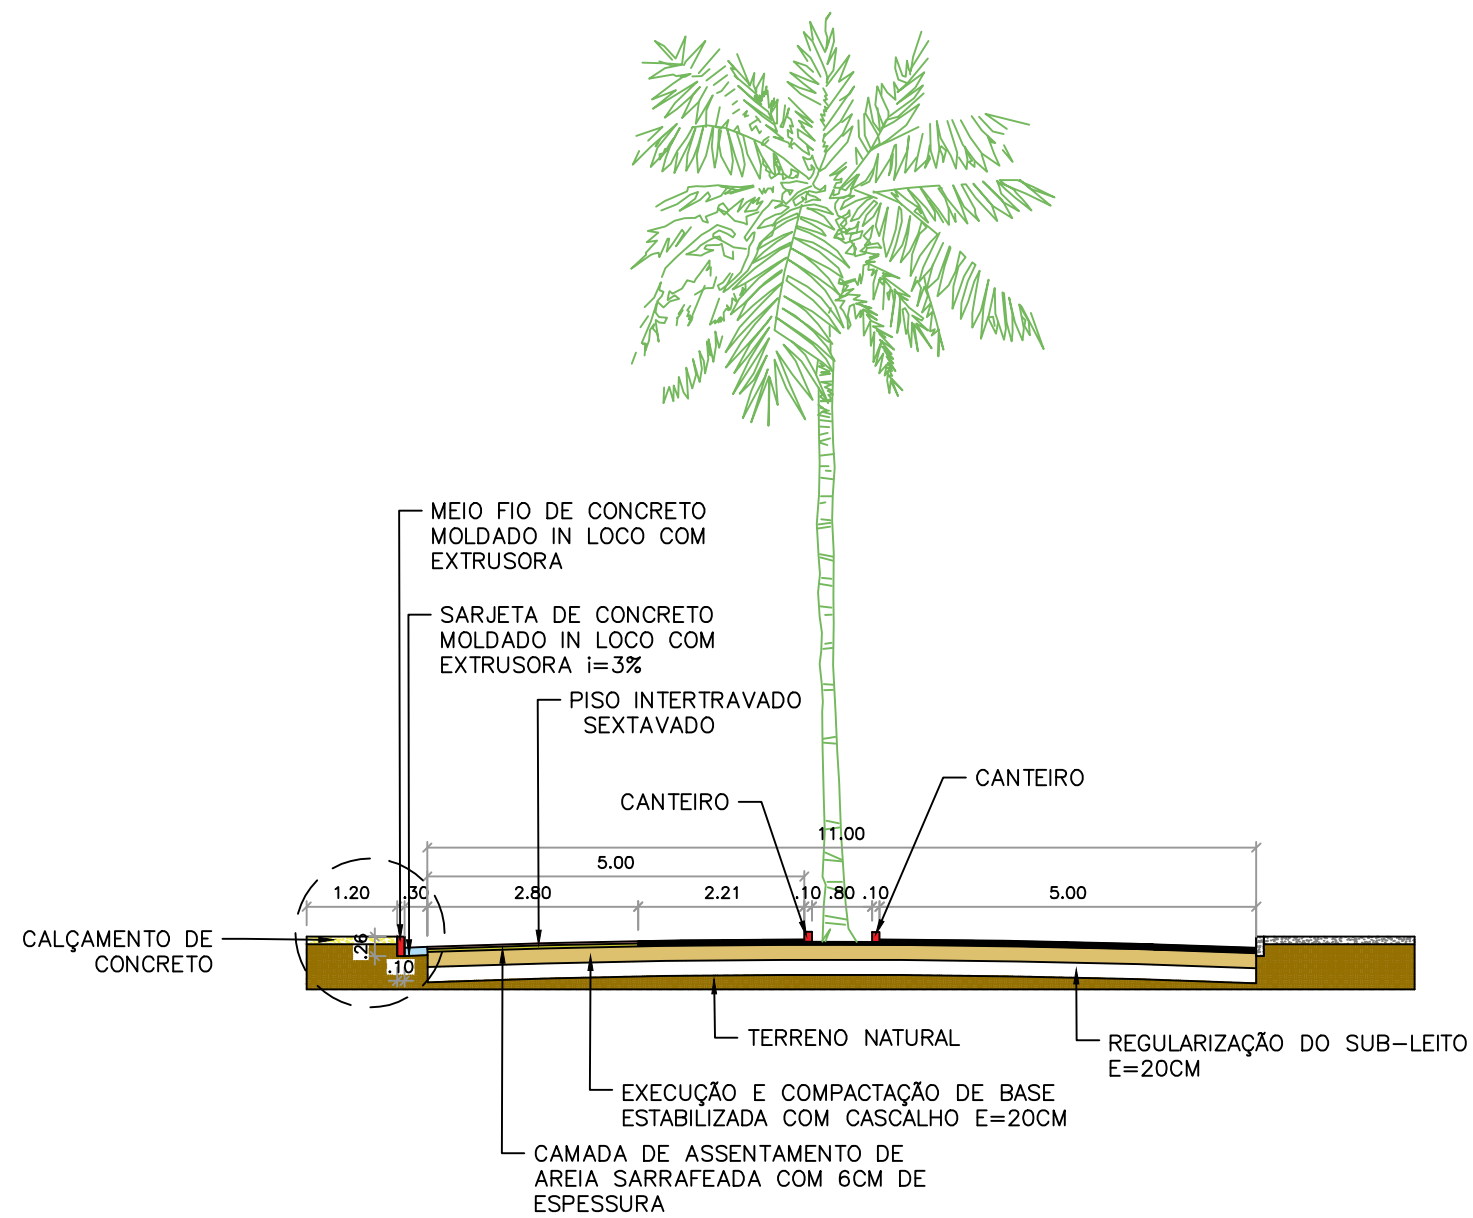 MEIO FIO DE CONCRETO
MOLDADO IN LOCO COM
EXTRUSORA
SARJETA DE CONCRETO
MOLDADO IN LOCO COM
EXTRUSORA i=3%
PISO INTERTRAVADO
SEXTAVADO
CANTEIRO
CANTEIRO
11.00
5.00
1.20 .30 2.80 2.21 .10 .80 .10 5.00
.26
.10
CALÇAMENTO DE
CONCRETO
TERRENO NATURAL
REGULARIZAÇÃO DO SUB-LEITO
E=20CM
EXECUÇÃO E COMPACTAÇÃO DE BASE
ESTABILIZADA COM CASCALHO E=20CM
CAMADA DE ASSENTAMENTO DE
AREIA SARRAFEADA COM 6CM DE
ESPESSURA